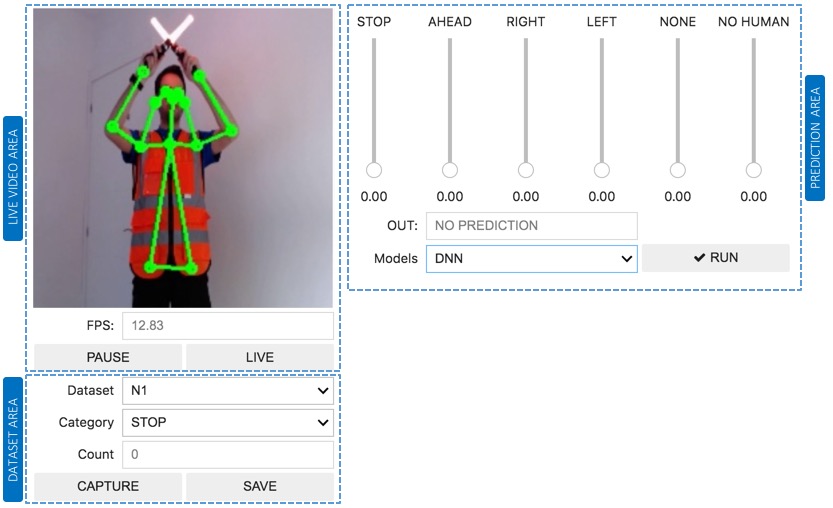 LIVE VIDEO AREA
FPS: 12.83
PAUSE LIVE
DATASET AREA
Dataset N1
Category STOP
Count 0
CAPTURE SAVE
PREDICTION AREA
STOP AHEAD RIGHT LEFT NONE NO HUMAN
0.00 0.00 0.00 0.00 0.00 0.00
OUT: NO PREDICTION
Models DNN RUN